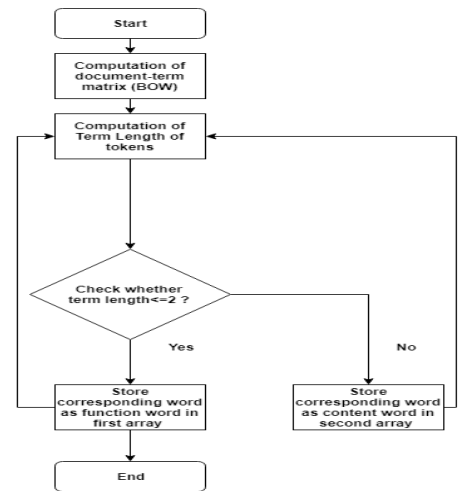 Start
Computation of
document-term
matrix (BOW)
Computation of
Term Length of
tokens
Check whether
term length<=2 ?
Yes
No
Store
corresponding word
as function word in
first array
Store
corresponding word
as content word in
second array
End